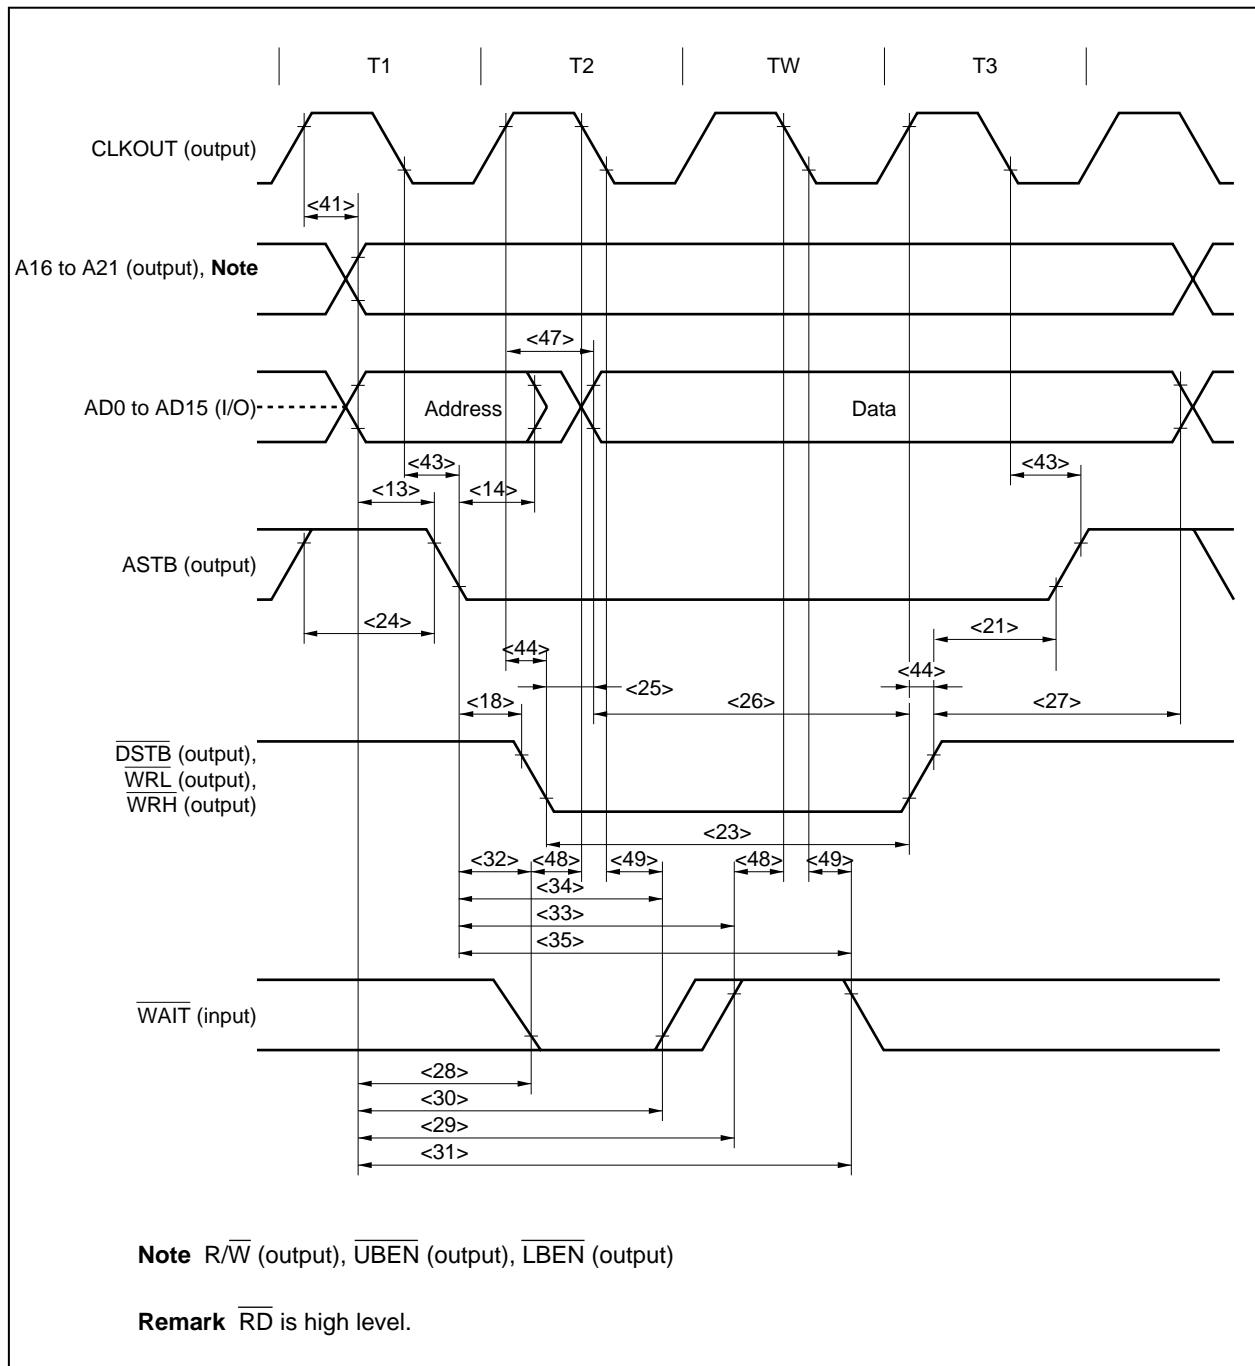 T1 T2 TW T3
CLKOUT (output)
<41>
A16 to A21 (output), Note
<47>
AD0 to AD15 (I/O) Address Data
<43> <43>
<13> <14>
ASTB (output)
<24> <21>
<44> <44>
<25>
<18> <26> <27>
DSTB (output),
WRL (output),
WRH (output)
<23>
<32> <48> <49> <48> <49>
<34>
<33>
<35>
WAIT (input)
<28>
<30>
<29>
<31>
Note R/W (output), UBEN (output), LBEN (output)
Remark RD is high level.